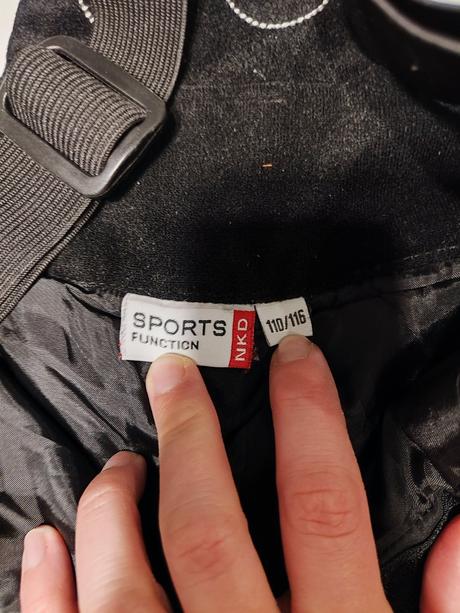 SPORTS
FUNCTION
NKD
110/116